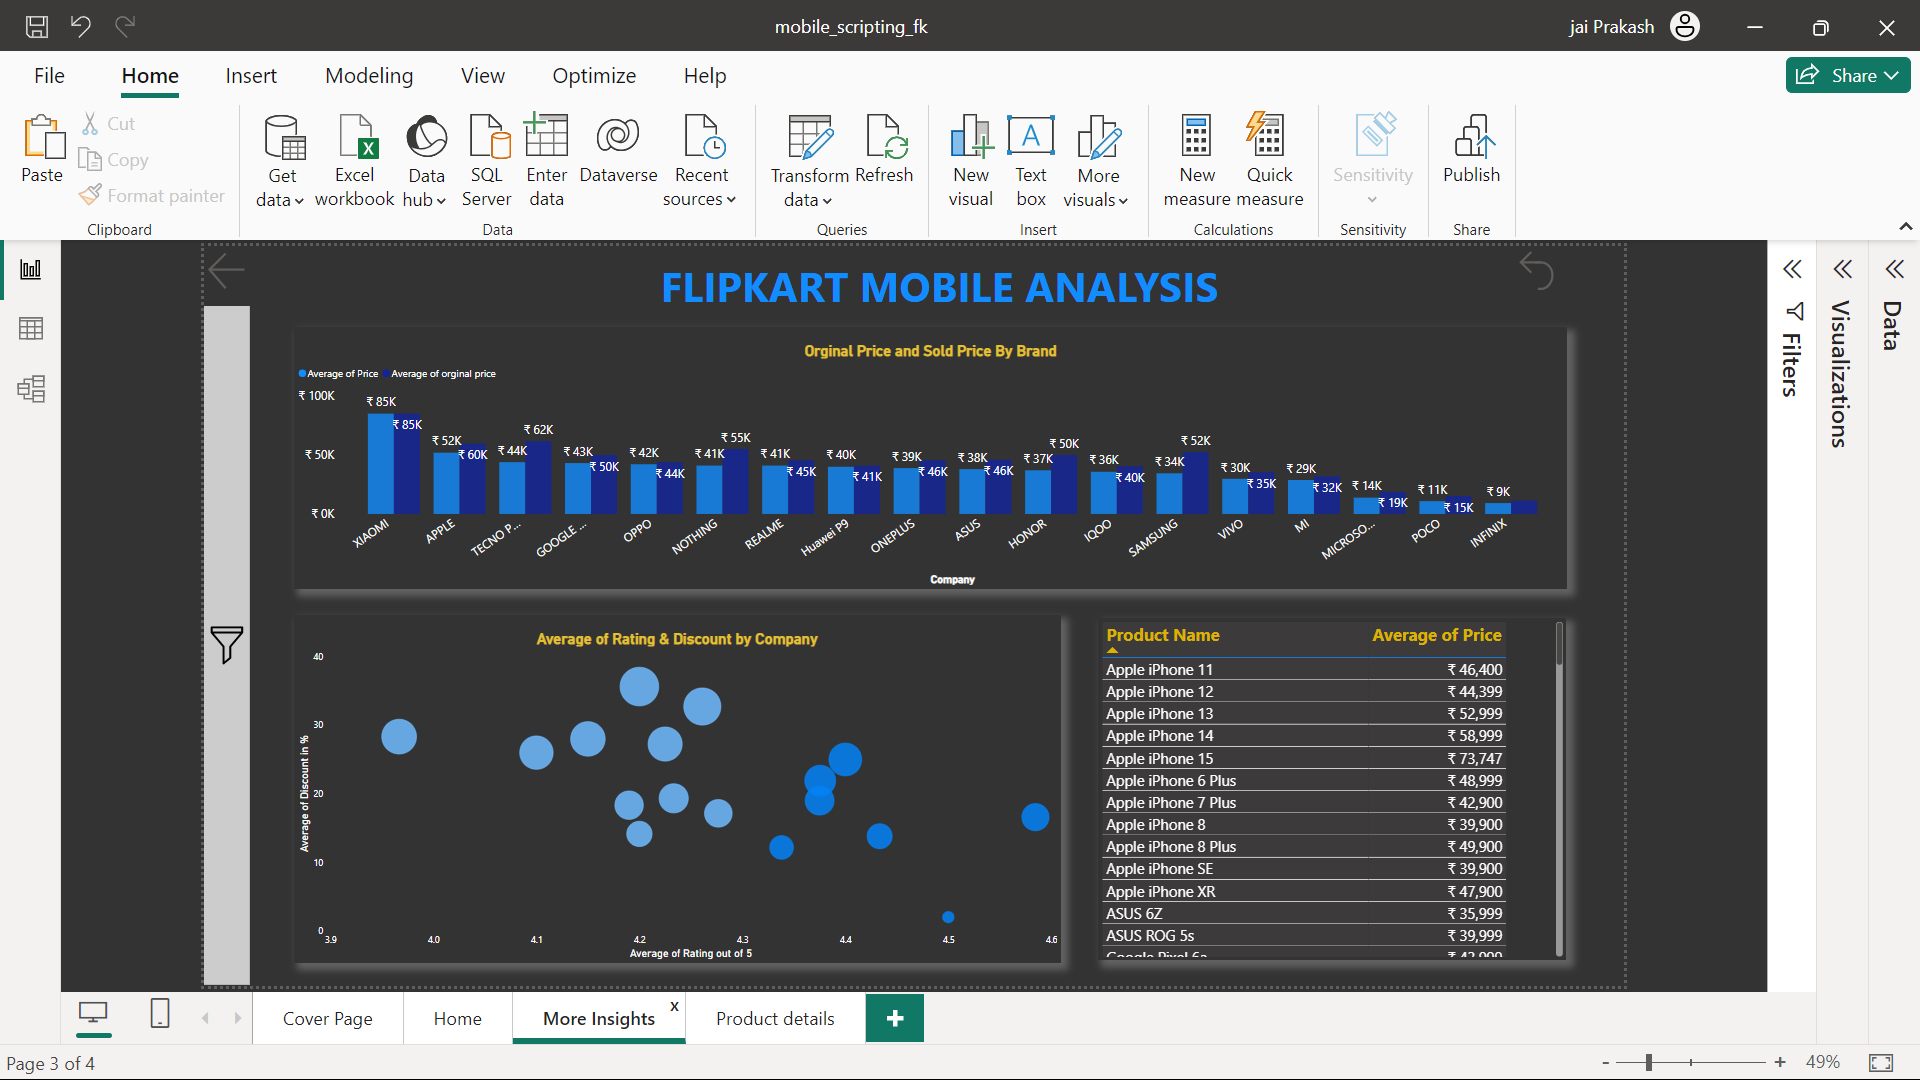 mobile_scripting_fk
jai Prakash
File Home Insert Modeling View Optimize Help
Share
Paste
Cut
Copy
Format painter
Clipboard
Get data
Excel workbook
Data hub
SQL Server
Enter data
Dataverse
Recent sources
Data
Transform data
Refresh
Queries
New visual
Text box
More visuals
Insert
New measure
Quick measure
Calculations
Sensitivity
Sensitivity
Publish
Share
FLIPKART MOBILE ANALYSIS
Orginal Price and Sold Price By Brand
Average of Price Average of orginal price
₹ 100K
₹ 50K
₹ 0K
₹ 85K ₹ 85K
₹ 52K ₹ 60K
₹ 44K ₹ 62K
₹ 43K ₹ 50K
₹ 42K ₹ 44K
₹ 41K ₹ 55K
₹ 41K ₹ 45K
₹ 40K ₹ 41K
₹ 39K ₹ 46K
₹ 38K ₹ 46K
₹ 37K ₹ 50K
₹ 36K ₹ 40K
₹ 34K ₹ 52K
₹ 30K ₹ 35K
₹ 29K ₹ 32K
₹ 14K ₹ 19K
₹ 11K ₹ 15K
₹ 9K
XIAOMI APPLE TECNO P... GOOGLE ... OPPO NOTHING REALME Huawei P9 ONEPLUS ASUS HONOR IQOO SAMSUNG VIVO MI MICROSO... POCO INFINIX
Company
Average of Rating & Discount by Company
Average of Discount in %
40
30
20
10
0
3.9 4.0 4.1 4.2 4.3 4.4 4.5 4.6
Average of Rating out of 5
Product Name Average of Price
Apple iPhone 11 ₹ 46,400
Apple iPhone 12 ₹ 44,399
Apple iPhone 13 ₹ 52,999
Apple iPhone 14 ₹ 58,999
Apple iPhone 15 ₹ 73,747
Apple iPhone 6 Plus ₹ 48,999
Apple iPhone 7 Plus ₹ 42,900
Apple iPhone 8 ₹ 39,900
Apple iPhone 8 Plus ₹ 49,900
Apple iPhone SE ₹ 39,900
Apple iPhone XR ₹ 47,900
ASUS 6Z ₹ 35,999
ASUS ROG 5s ₹ 39,999
Filters
Visualizations
Data
Cover Page Home More Insights x Product details +
Page 3 of 4
- + 49%